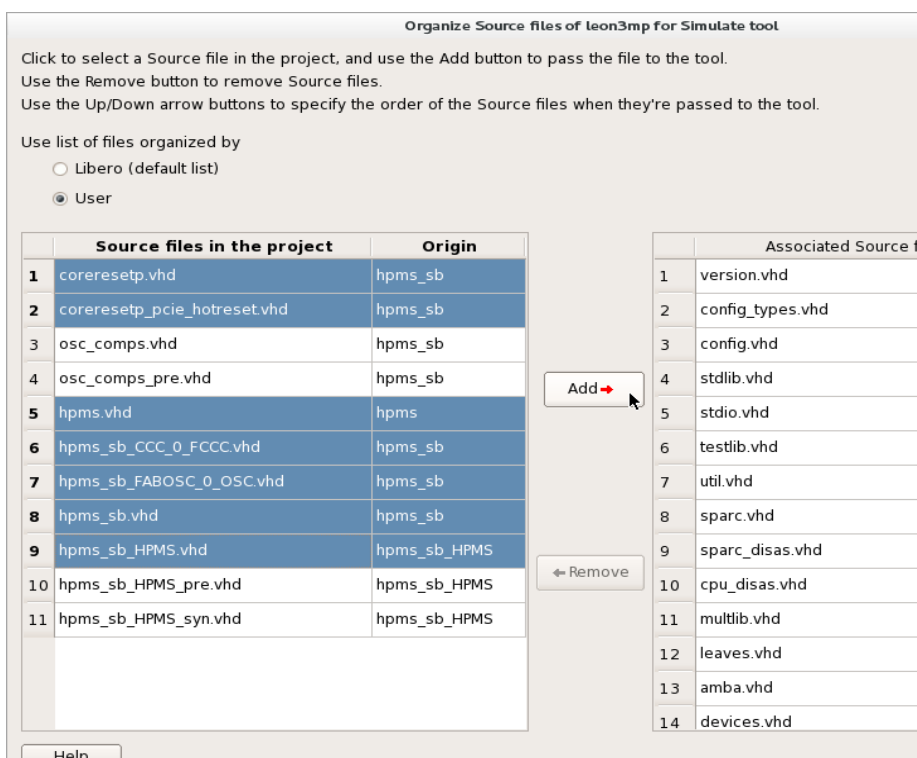 Organize Source files of leon3mp for Simulate tool
Click to select a Source file in the project, and use the Add button to pass the file to the tool.
Use the Remove button to remove Source files.
Use the Up/Down arrow buttons to specify the order of the Source files when they're passed to the tool.
Use list of files organized by
Libero (default list)
User
Source files in the project Origin
1 coreresetp.vhd hpms_sb
2 coreresetp_pcie_hotreset.vhd hpms_sb
3 osc_comps.vhd hpms_sb
4 osc_comps_pre.vhd hpms_sb
5 hpms.vhd hpms
6 hpms_sb_CCC_0_FCCC.vhd hpms_sb
7 hpms_sb_FABOSC_0_OSC.vhd hpms_sb
8 hpms_sb.vhd hpms_sb
9 hpms_sb_HPMS.vhd hpms_sb_HPMS
10 hpms_sb_HPMS_pre.vhd hpms_sb_HPMS
11 hpms_sb_HPMS_syn.vhd hpms_sb_HPMS
Add
Remove
Associated Source f
1 version.vhd
2 config_types.vhd
3 config.vhd
4 stdlib.vhd
5 stdio.vhd
6 testlib.vhd
7 util.vhd
8 sparc.vhd
9 sparc_disas.vhd
10 cpu_disas.vhd
11 multlib.vhd
12 leaves.vhd
13 amba.vhd
14 devices.vhd
Help